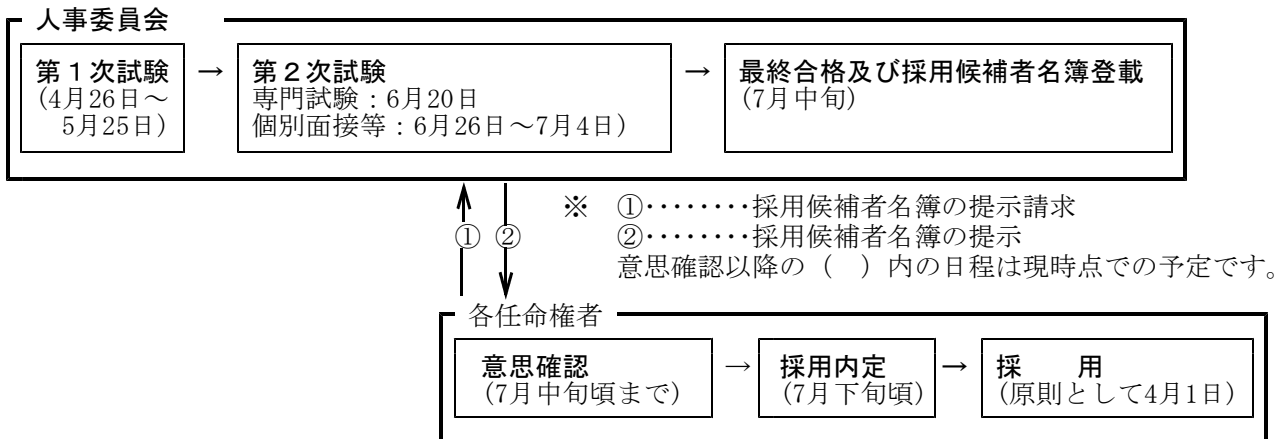 人事委員会
第1次試験 → 第2次試験 → 最終合格及び採用候補者名簿登載
(4月26日～ 専門試験：6月20日 (7月中旬)
5月25日) 個別面接等：6月26日～7月4日)
※ ①････････採用候補者名簿の提示請求
① ② ②････････採用候補者名簿の提示
意思確認以降の（　）内の日程は現時点での予定です。
各任命権者
意思確認 → 採用内定 → 採　　用
(7月中旬頃まで) (7月下旬頃) (原則として4月1日)